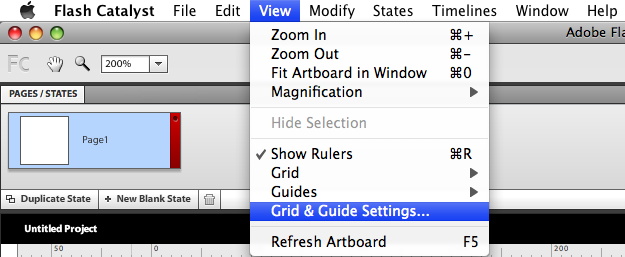 Flash Catalyst File Edit View Modify States Timelines Window Help
Adobe Fla
FC 200%
PAGES / STATES
Page1
Zoom In ⌘+
Zoom Out ⌘-
Fit Artboard in Window ⌘0
Magnification
Hide Selection
✓ Show Rulers ⌘R
Grid
Guides
Grid & Guide Settings...
Refresh Artboard F5
Duplicate State + New Blank State
Untitled Project
50 0 200